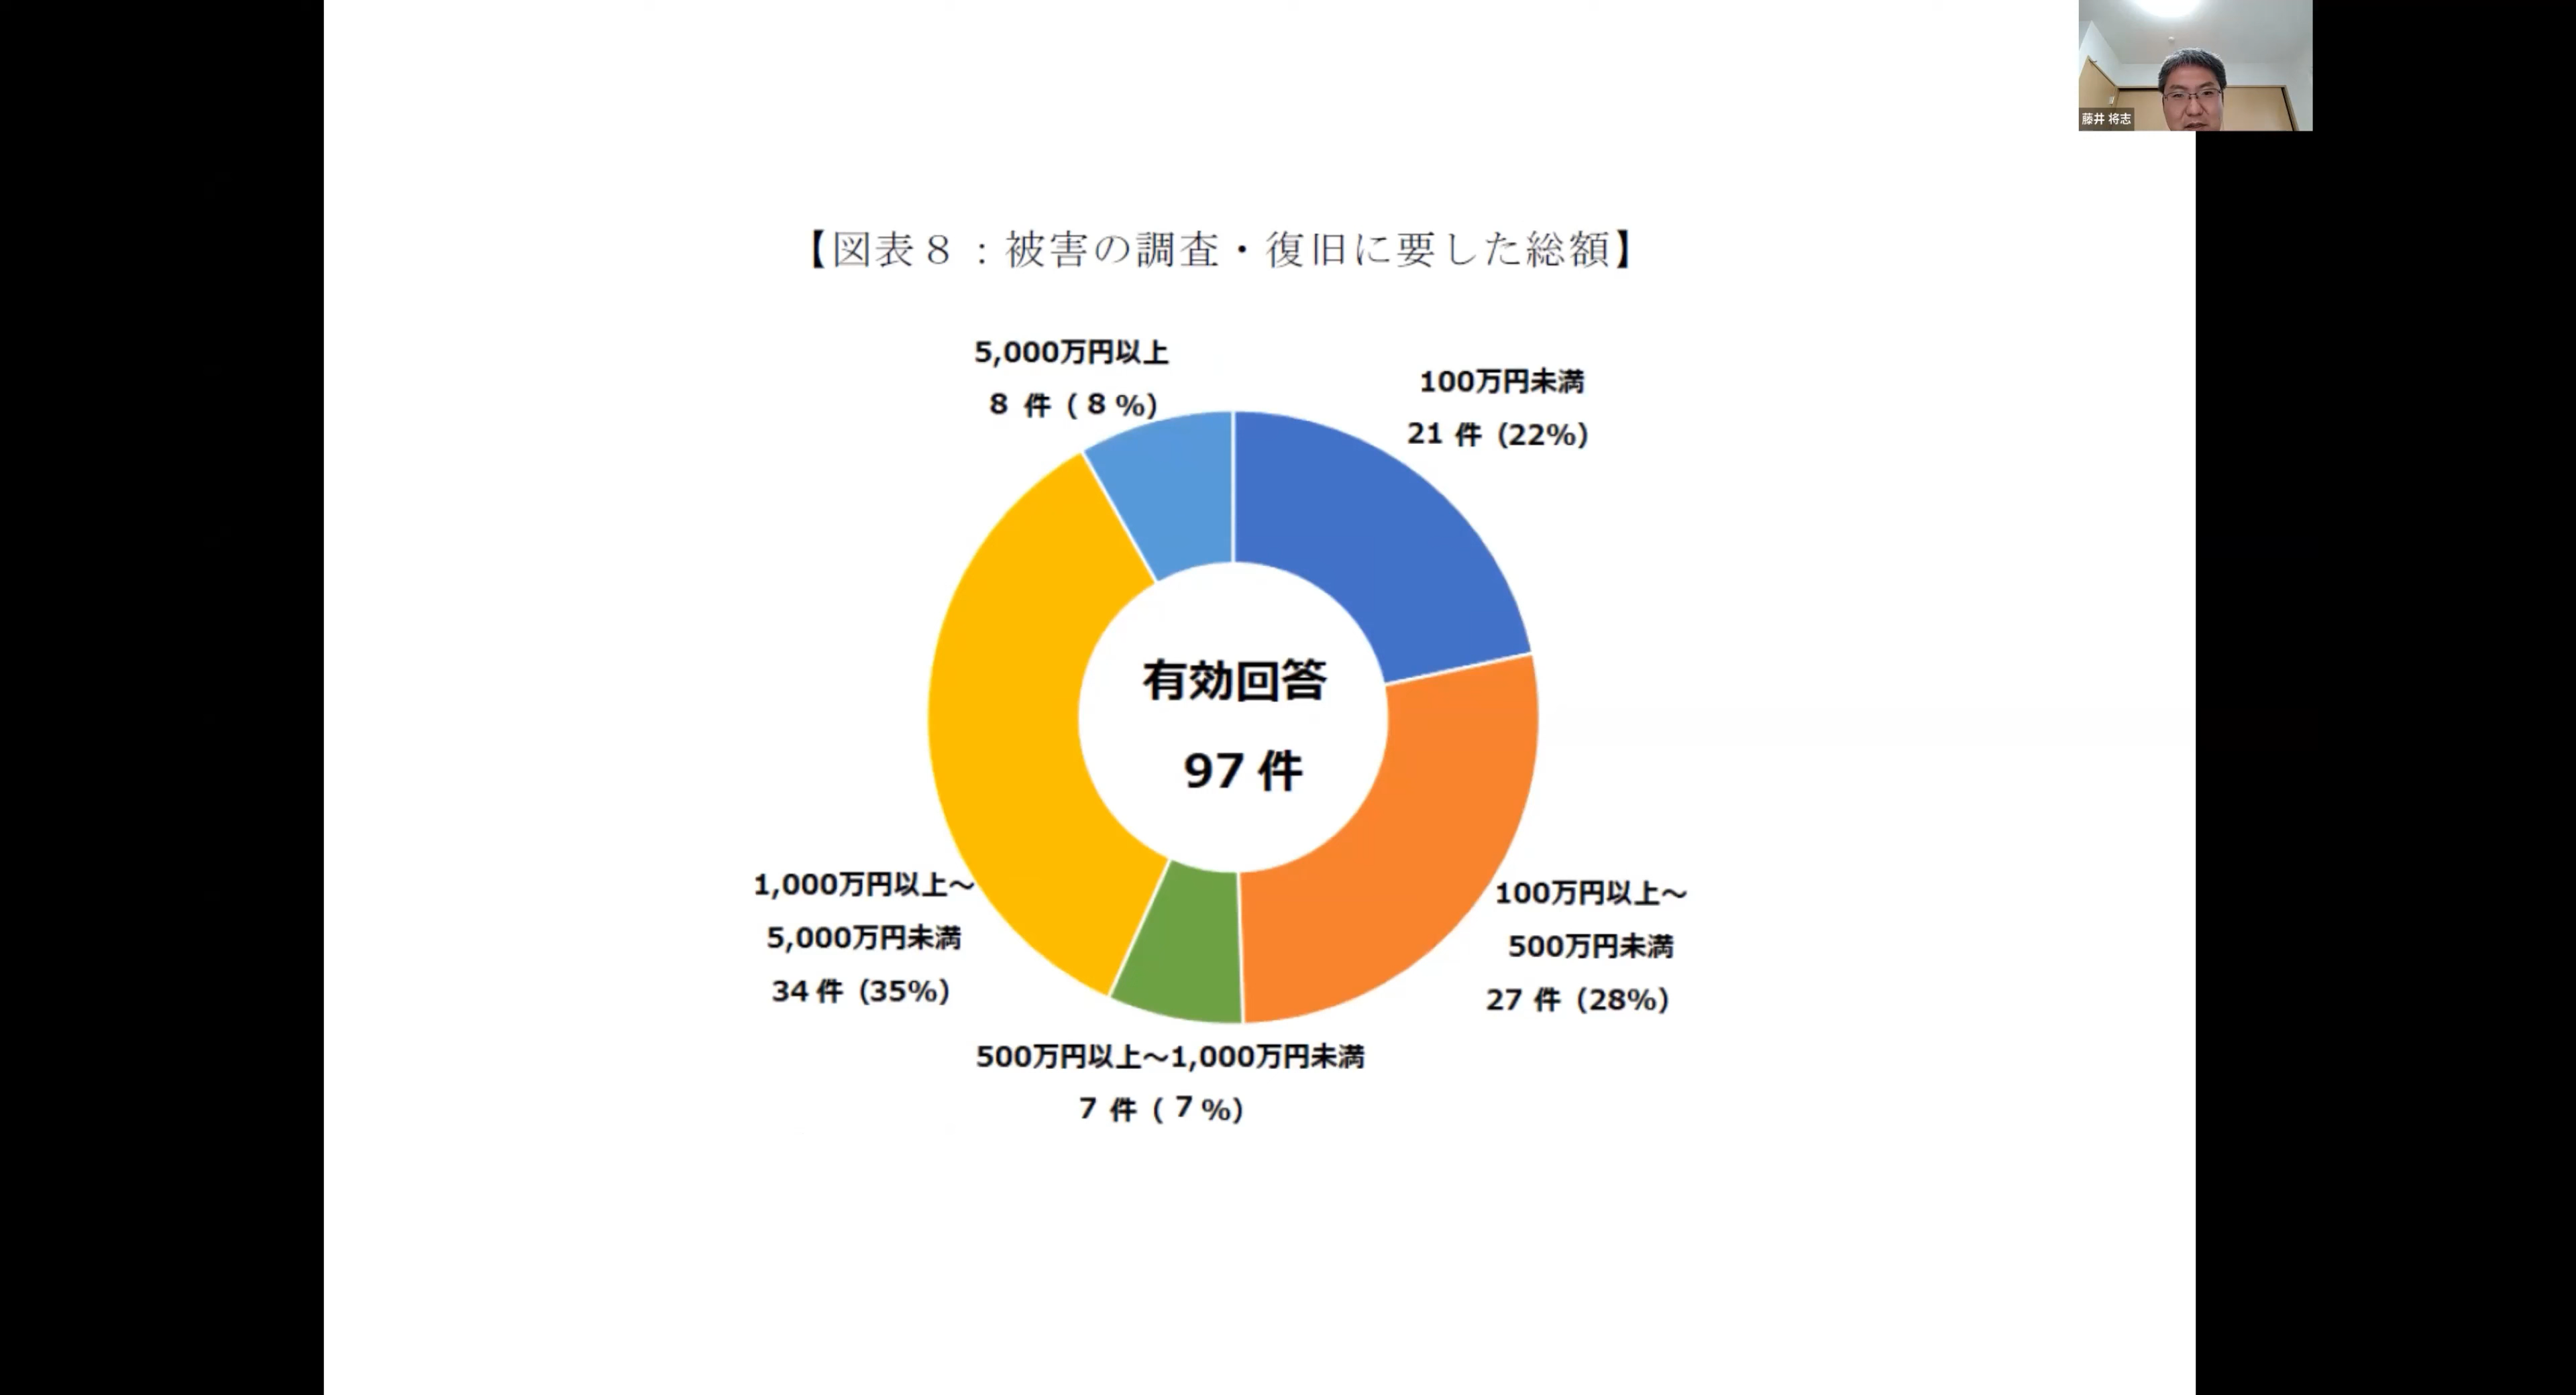 藤井 将志
【図表８：被害の調査・復旧に要した総額】
5,000万円以上
8 件（８%）
100万円未満
21 件（22%）
有効回答
97 件
1,000万円以上～
5,000万円未満
34 件（35%）
100万円以上～
500万円未満
27 件（28%）
500万円以上～1,000万円未満
7 件（７%）